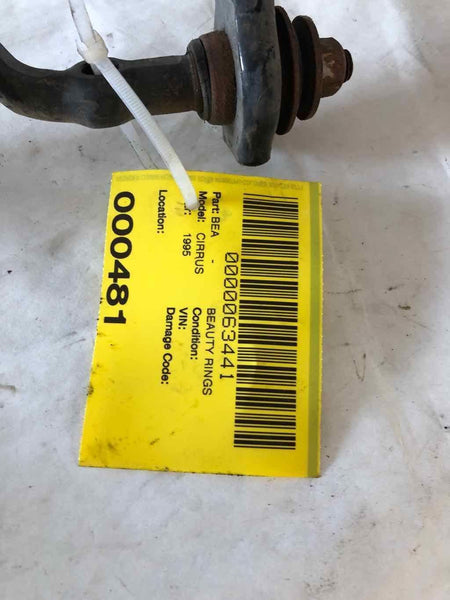 0000063441
Part: BEA - BEAUTY RINGS
Model: CIRRUS Condition:
1995 VIN:
Location: Damage Code:
000481